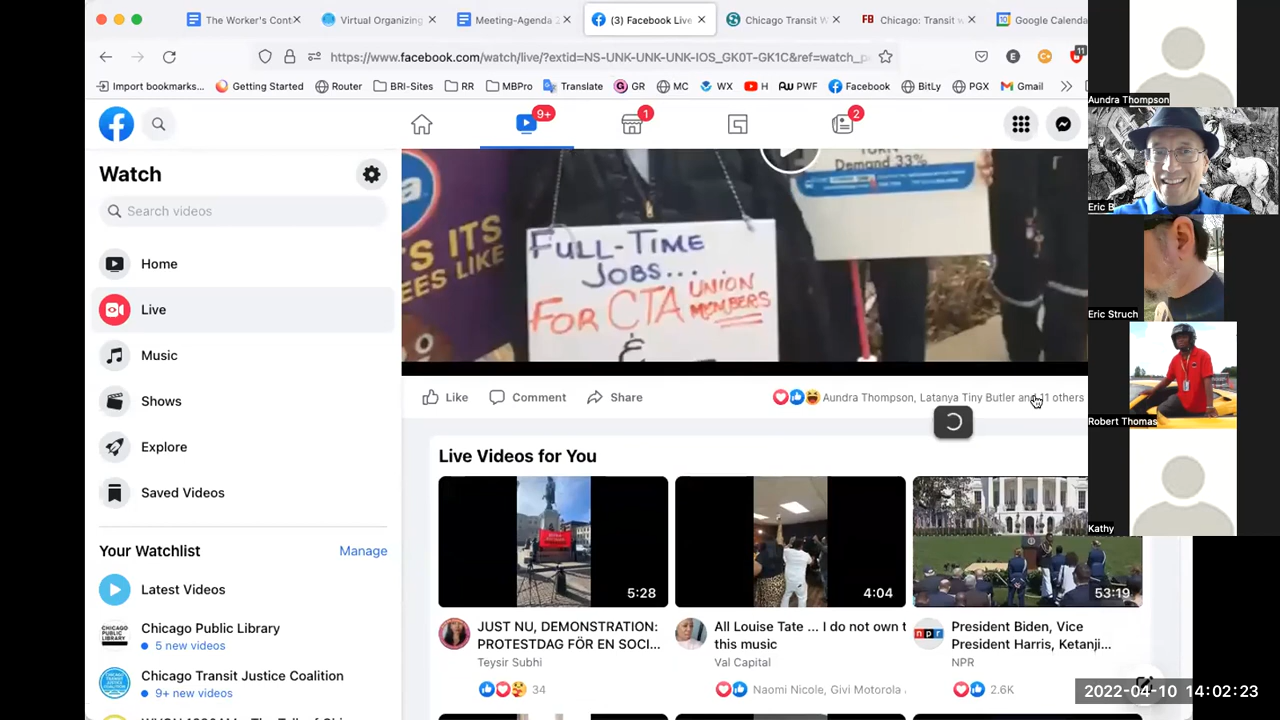 The Worker's Cont
Virtual Organizing
Meeting-Agenda 2
(3) Facebook Live
Chicago Transit W
Chicago: Transit w
Google Calenda
https://www.facebook.com/watch/live/?extid=NS-UNK-UNK-UNK-IOS_GK0T-GK1C&ref=watch_p
11
Import bookmarks...
Getting Started
Router
BRI-Sites
RR
MBPro
Translate
GR
MC
WX
H
PWF
Facebook
BitLy
PGX
Gmail
Aundra Thompson
9+
1
2
Watch
Search videos
Home
Live
Music
Shows
Explore
Saved Videos
Your Watchlist
Manage
Latest Videos
Chicago Public Library
5 new videos
Chicago Transit Justice Coalition
9+ new videos
Demand 33%
'S ITS
EES LIKE
FULL-TIME
JOBS...
FOR CTA UNION
MEMBERS
&
Like
Comment
Share
Aundra Thompson, Latanya Tiny Butler and 11 others
Live Videos for You
5:28
4:04
53:19
JUST NU, DEMONSTRATION:
PROTESTDAG FÖR EN SOCI...
Teysir Subhi
34
All Louise Tate ... I do not own t
this music
Val Capital
Naomi Nicole, Givi Motorola
President Biden, Vice
President Harris, Ketanji...
NPR
2.6K
Eric B
Eric Struch
Robert Thomas
Kathy
2022-04-10 14:02:23